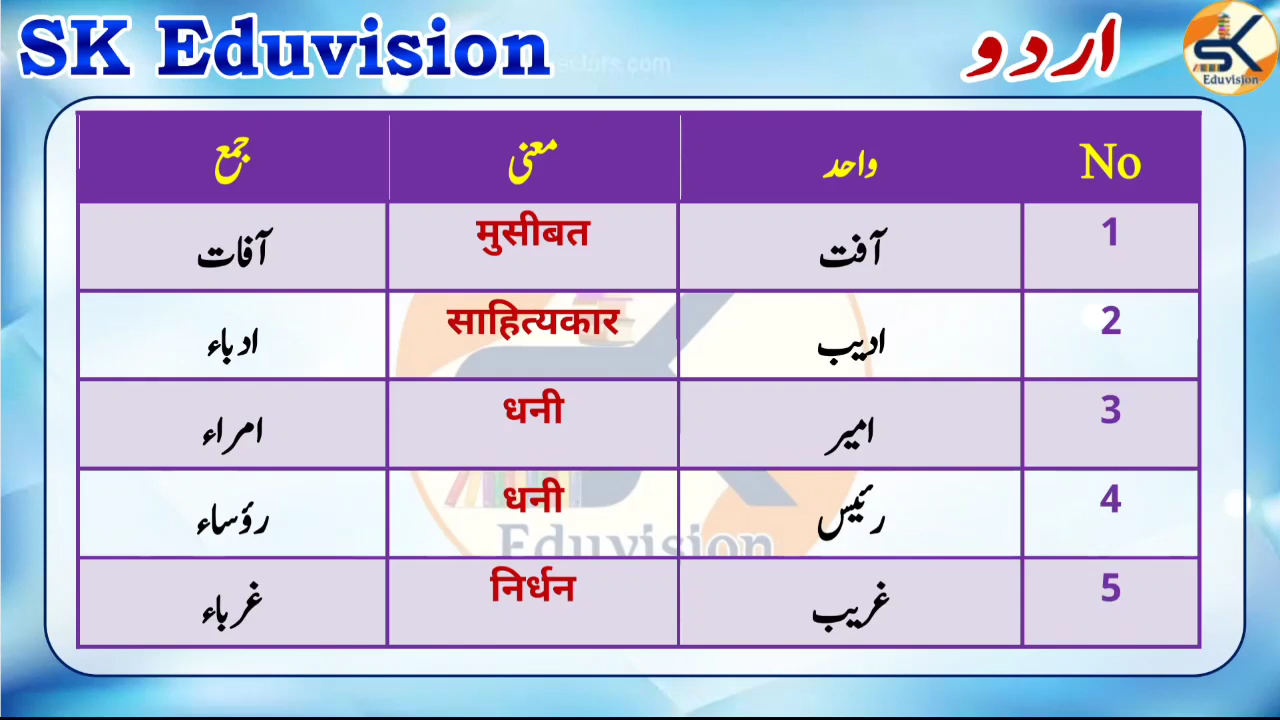 SK Eduvision
اردو
SK
Eduvision
No واحد معنی جمع
1 آفت मुसीबत آفات
2 ادیب साहित्यकार ادباء
3 امیر धनी امراء
4 رئیس धनी رؤساء
5 غریب निर्धन غرباء
Eduvision